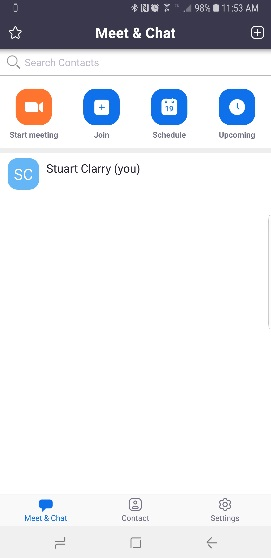 98% 11:53 AM
Meet & Chat
Search Contacts
19
Start meeting Join Schedule Upcoming
SC Stuart Clarry (you)
Meet & Chat Contact Settings